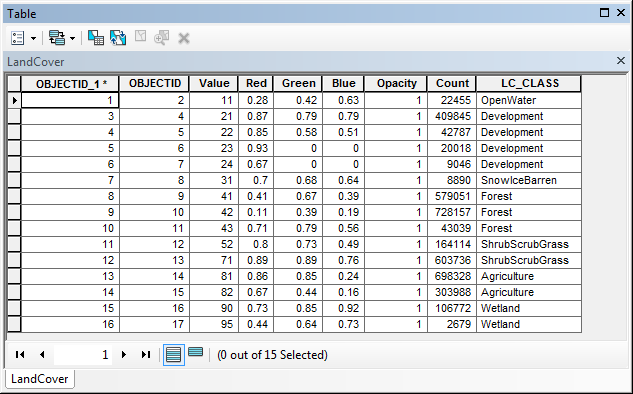 Table
LandCover
OBJECTID_1 * OBJECTID Value Red Green Blue Opacity Count LC_CLASS
1 2 11 0.28 0.42 0.63 1 22455 OpenWater
3 4 21 0.87 0.79 0.79 1 409845 Development
4 5 22 0.85 0.58 0.51 1 42787 Development
5 6 23 0.93 0 0 1 20018 Development
6 7 24 0.67 0 0 1 9046 Development
7 8 31 0.7 0.68 0.64 1 8890 SnowIceBarren
8 9 41 0.41 0.67 0.39 1 579051 Forest
9 10 42 0.11 0.39 0.19 1 728157 Forest
10 11 43 0.71 0.79 0.56 1 43039 Forest
11 12 52 0.8 0.73 0.49 1 164114 ShrubScrubGrass
12 13 71 0.89 0.89 0.76 1 603736 ShrubScrubGrass
13 14 81 0.86 0.85 0.24 1 698328 Agriculture
14 15 82 0.67 0.44 0.16 1 303988 Agriculture
15 16 90 0.73 0.85 0.92 1 106772 Wetland
16 17 95 0.44 0.64 0.73 1 2679 Wetland
1 (0 out of 15 Selected)
LandCover